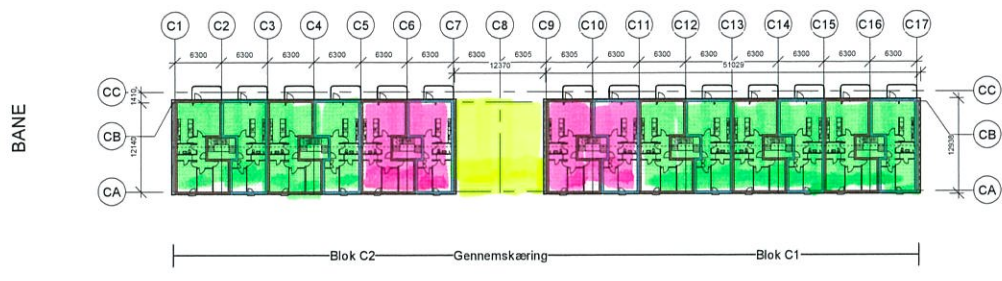 C1 C2 C3 C4 C5 C6 C7 C8 C9 C10 C11 C12 C13 C14 C15 C16 C17
6300 6300 6300 6300 6300 6300 6300 6305 6305 6300 6300 6300 6300 6300 6300 6300
12370 51029
CC 1410 CC
BANE
CB 12140 CB 12938
CA CA
Blok C2 Gennemskæring Blok C1